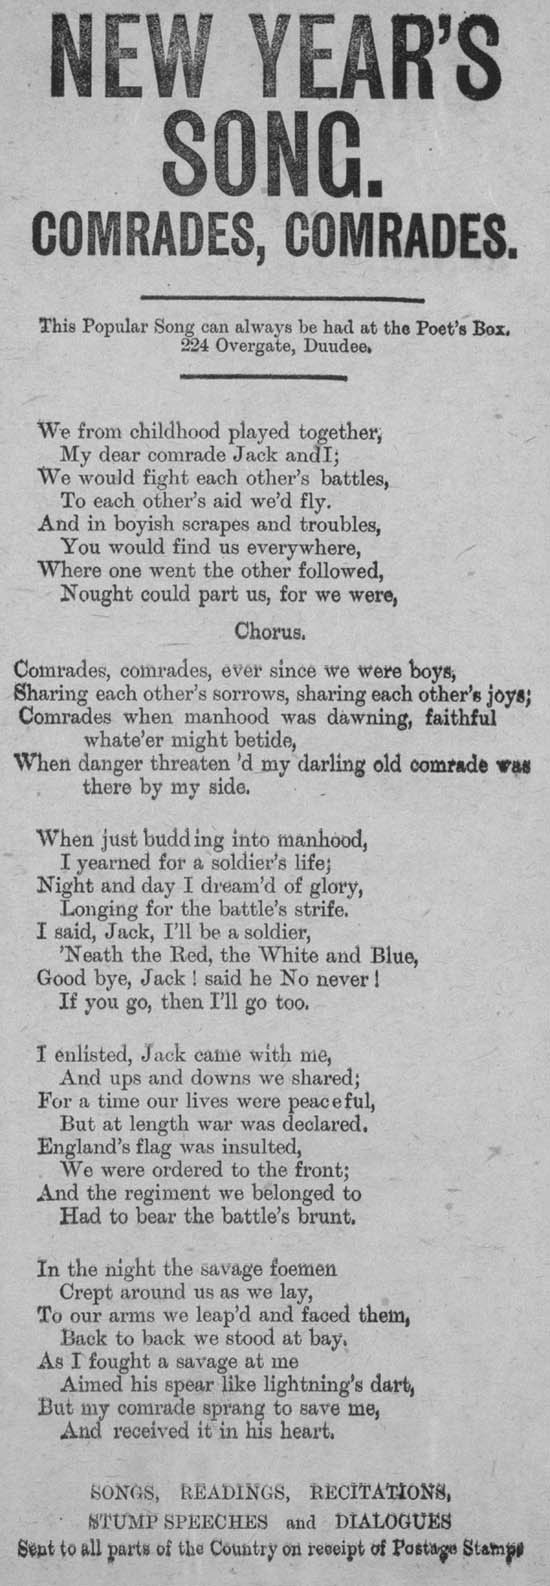 NEW YEAR'S
SONG.
COMRADES, COMRADES.
This Popular Song can always be had at the Poet's Box.
224 Overgate, Duudee.
We from childhood played together,
My dear comrade Jack andI;
We would fight each other's battles,
To each other's aid we'd fly.
And in boyish scrapes and troubles,
You would find us everywhere,
Where one went the other followed,
Nought could part us, for we were,
Chorus.
Comrades, comrades, ever since we were boys,
Sharing each other's sorrows, sharing each other's joys;
Comrades when manhood was dawning, faithful
whate'er might betide,
When danger threaten 'd my darling old comrade was
there by my side.
When just budding into manhood,
I yearned for a soldier's life;
Night and day I dream'd of glory,
Longing for the battle's strife.
I said, Jack, I'll be a soldier,
'Neath the Red, the White and Blue,
Good bye, Jack! said he No never!
If you go, then I'll go too.
I enlisted, Jack came with me,
And ups and downs we shared;
For a time our lives were peaceful,
But at length war was declared.
England's flag was insulted,
We were ordered to the front;
And the regiment we belonged to
Had to bear the battle's brunt.
In the night the savage foemen
Crept around us as we lay,
To our arms we leap'd and faced them,
Back to back we stood at bay.
As I fought a savage at me
Aimed his spear like lightning's dart,
But my comrade sprang to save me,
And received it in his heart.
SONGS, READINGS, RECITATIONS,
STUMP SPEECHES and DIALOGUES
Sent to all parts of the Country on receipt of Postage Stamps